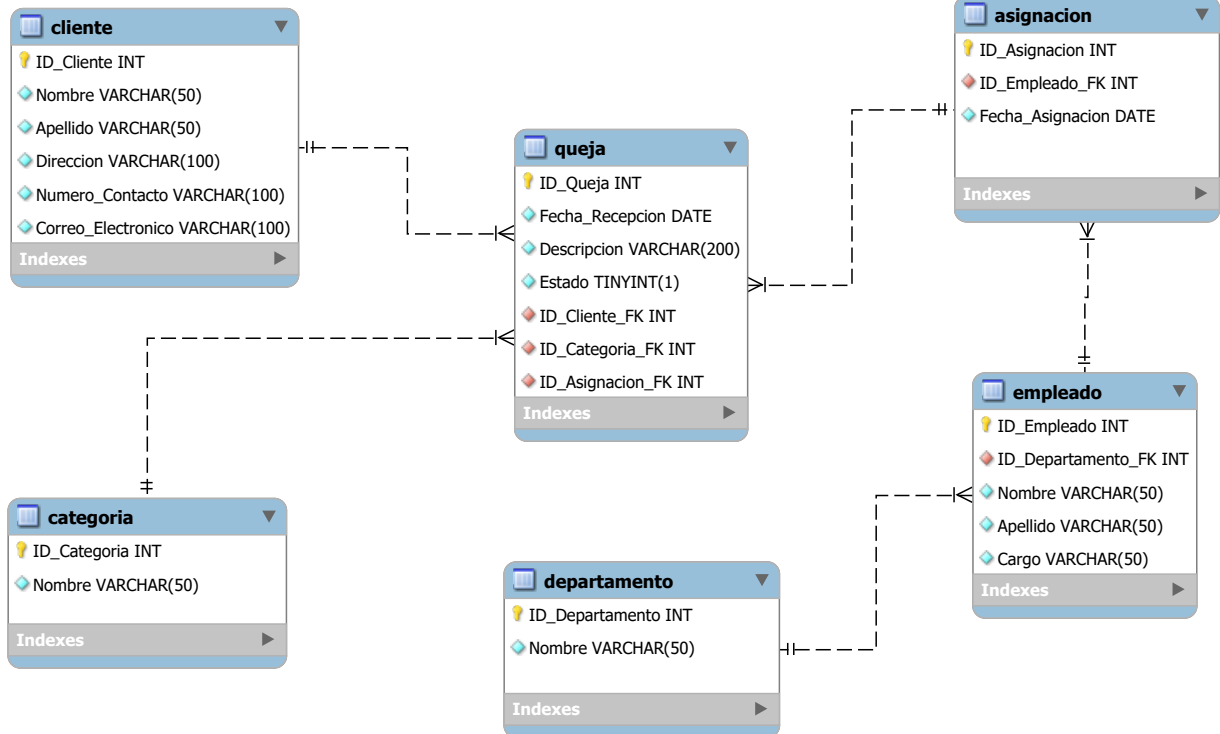 cliente
ID_Cliente INT
Nombre VARCHAR(50)
Apellido VARCHAR(50)
Direccion VARCHAR(100)
Numero_Contacto VARCHAR(100)
Correo_Electronico VARCHAR(100)
Indexes
queja
ID_Queja INT
Fecha_Recepcion DATE
Descripcion VARCHAR(200)
Estado TINYINT(1)
ID_Cliente_FK INT
ID_Categoria_FK INT
ID_Asignacion_FK INT
Indexes
asignacion
ID_Asignacion INT
ID_Empleado_FK INT
Fecha_Asignacion DATE
Indexes
categoria
ID_Categoria INT
Nombre VARCHAR(50)
Indexes
departamento
ID_Departamento INT
Nombre VARCHAR(50)
Indexes
empleado
ID_Empleado INT
ID_Departamento_FK INT
Nombre VARCHAR(50)
Apellido VARCHAR(50)
Cargo VARCHAR(50)
Indexes